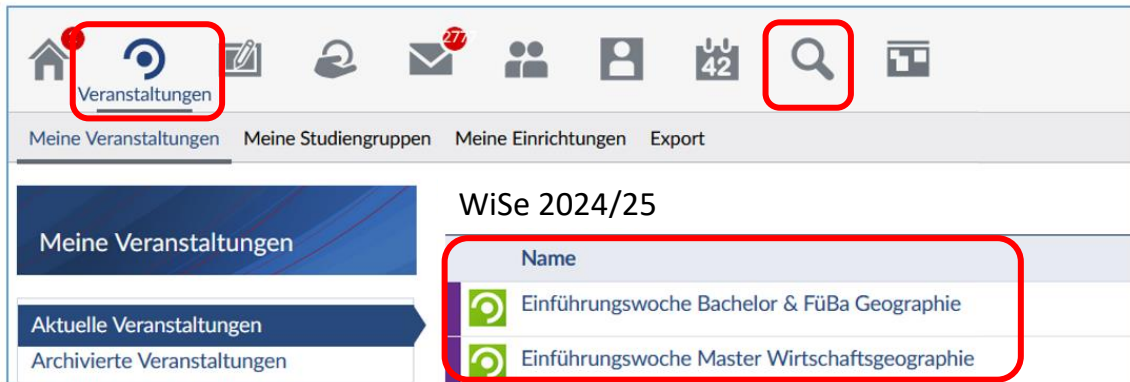 277
42
Veranstaltungen
Meine Veranstaltungen Meine Studiengruppen Meine Einrichtungen Export
WiSe 2024/25
Meine Veranstaltungen
Name
Einführungswoche Bachelor & FüBa Geographie
Aktuelle Veranstaltungen
Einführungswoche Master Wirtschaftsgeographie
Archivierte Veranstaltungen